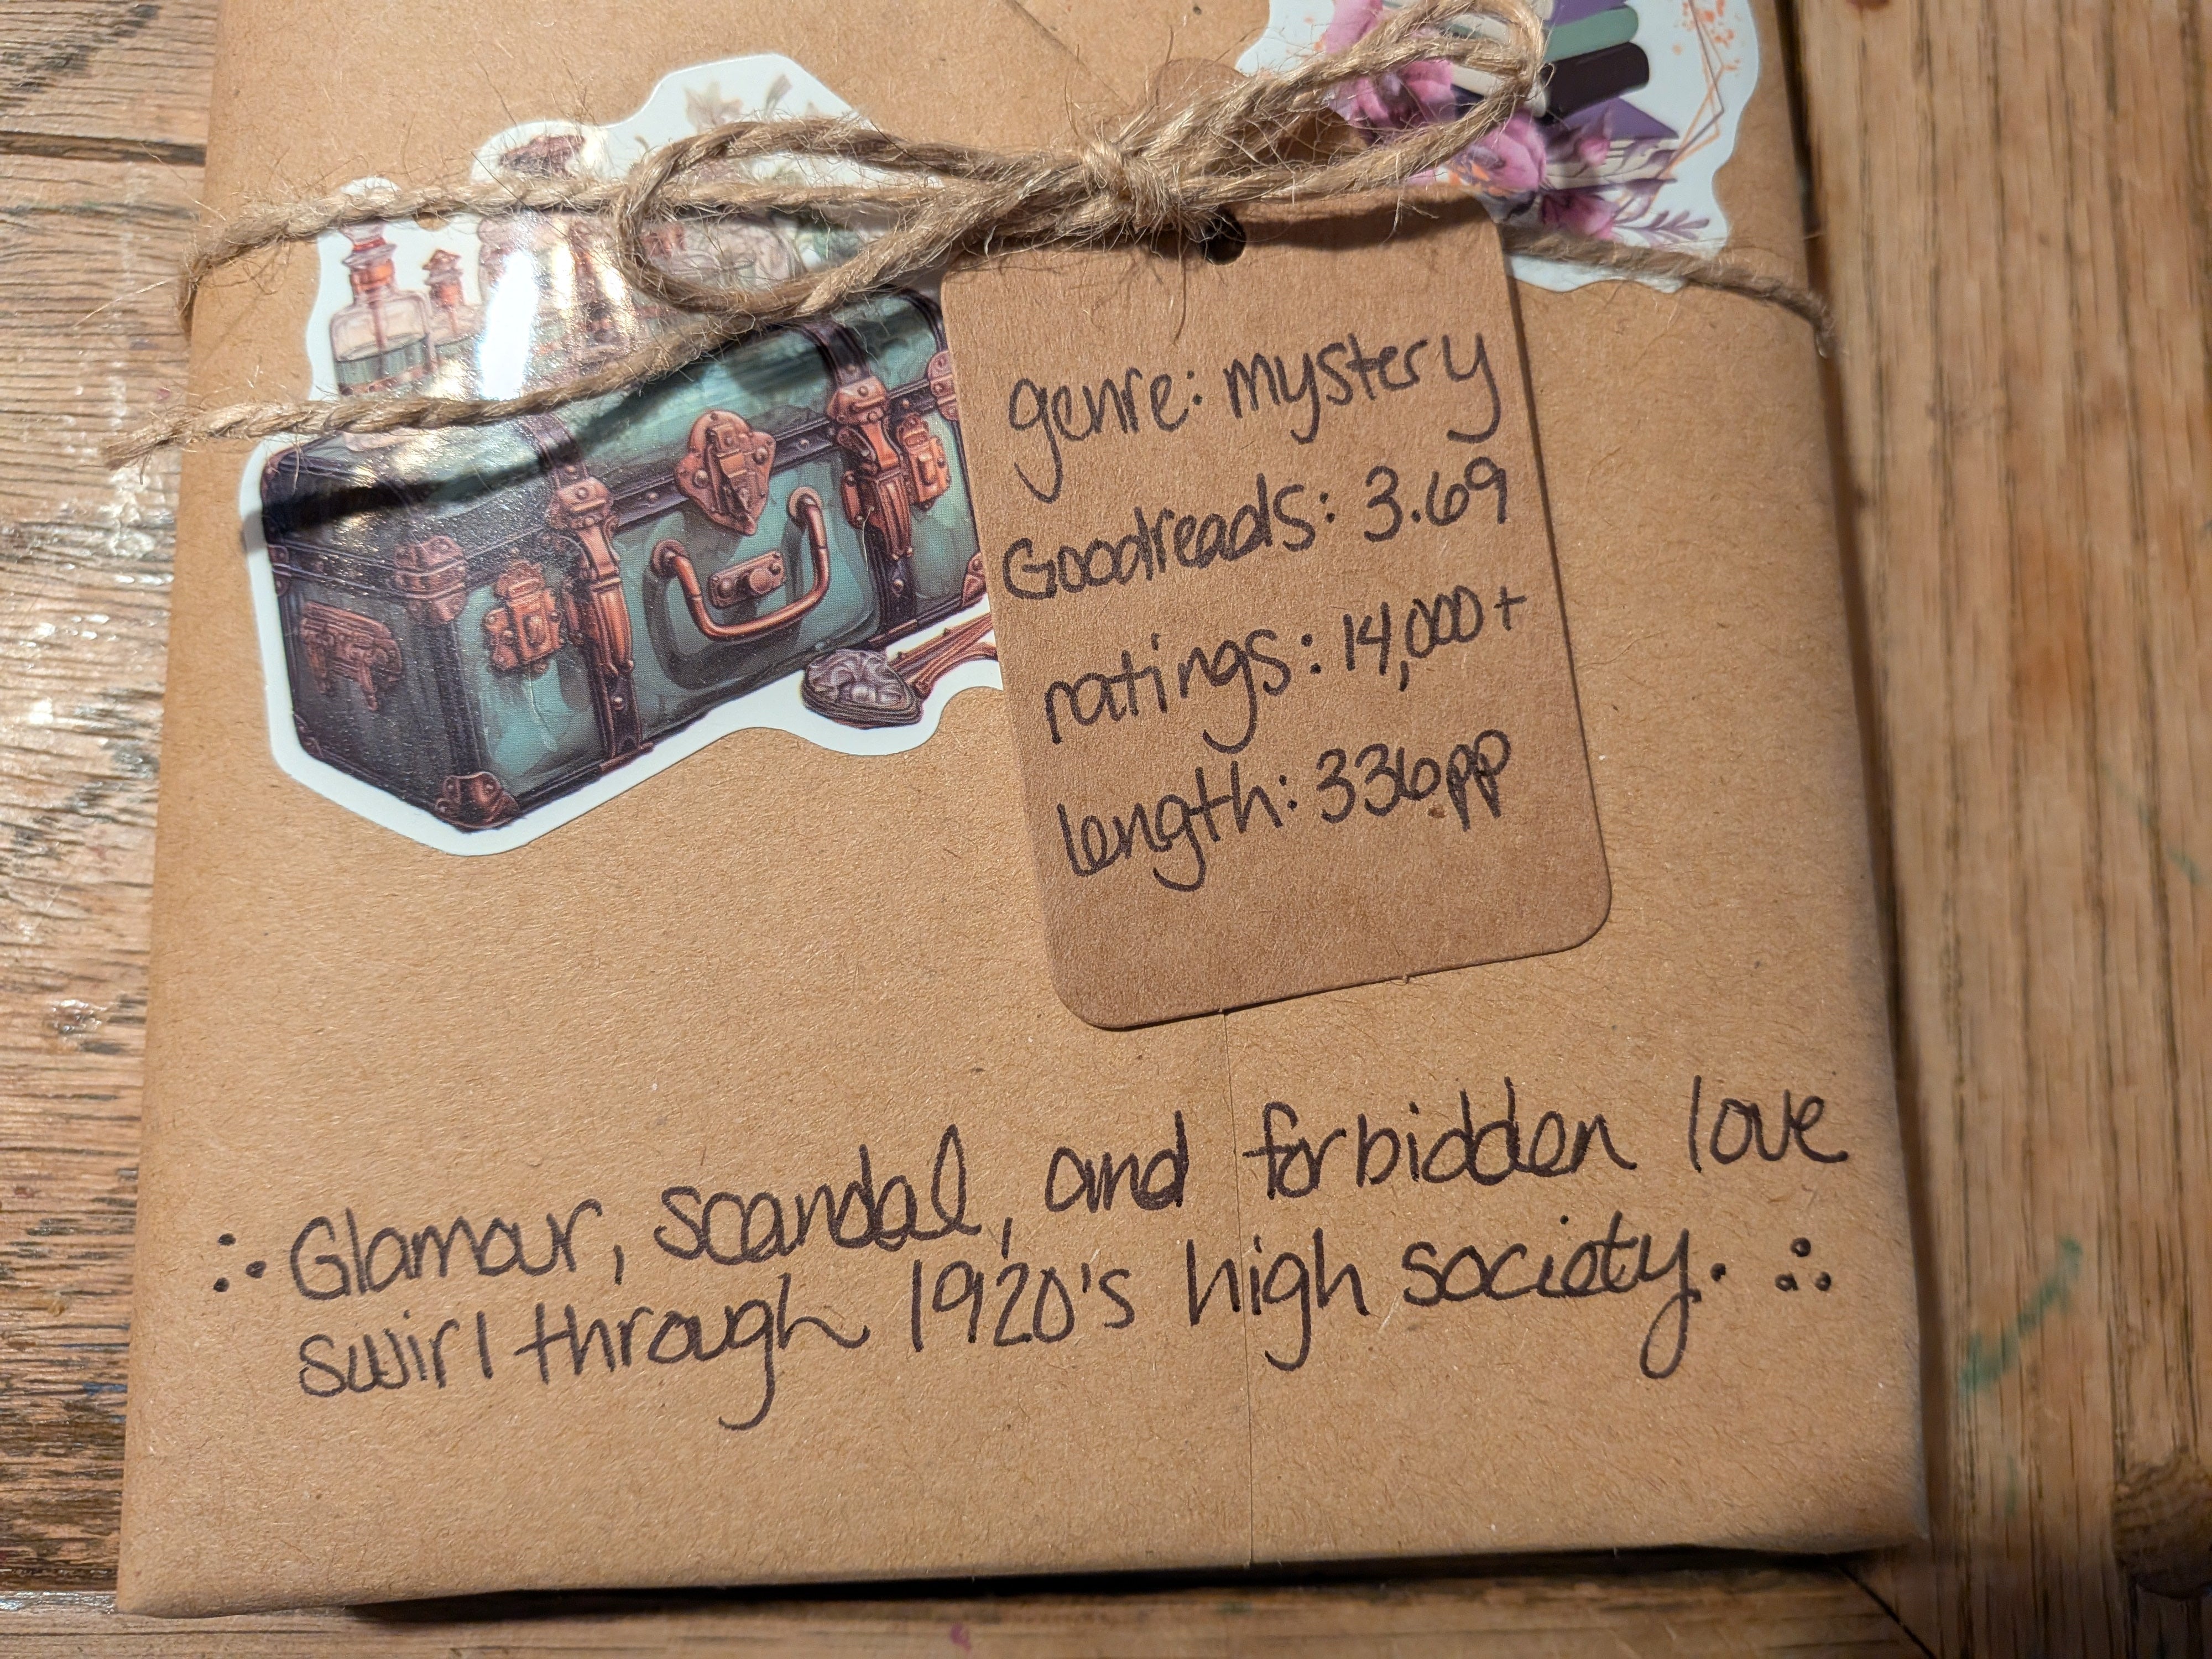 genre: mystery
Goodreads: 3.69
ratings: 14,000+
length: 336pp
Glamour, scandal, and forbidden love
swirl through 1920's high society.